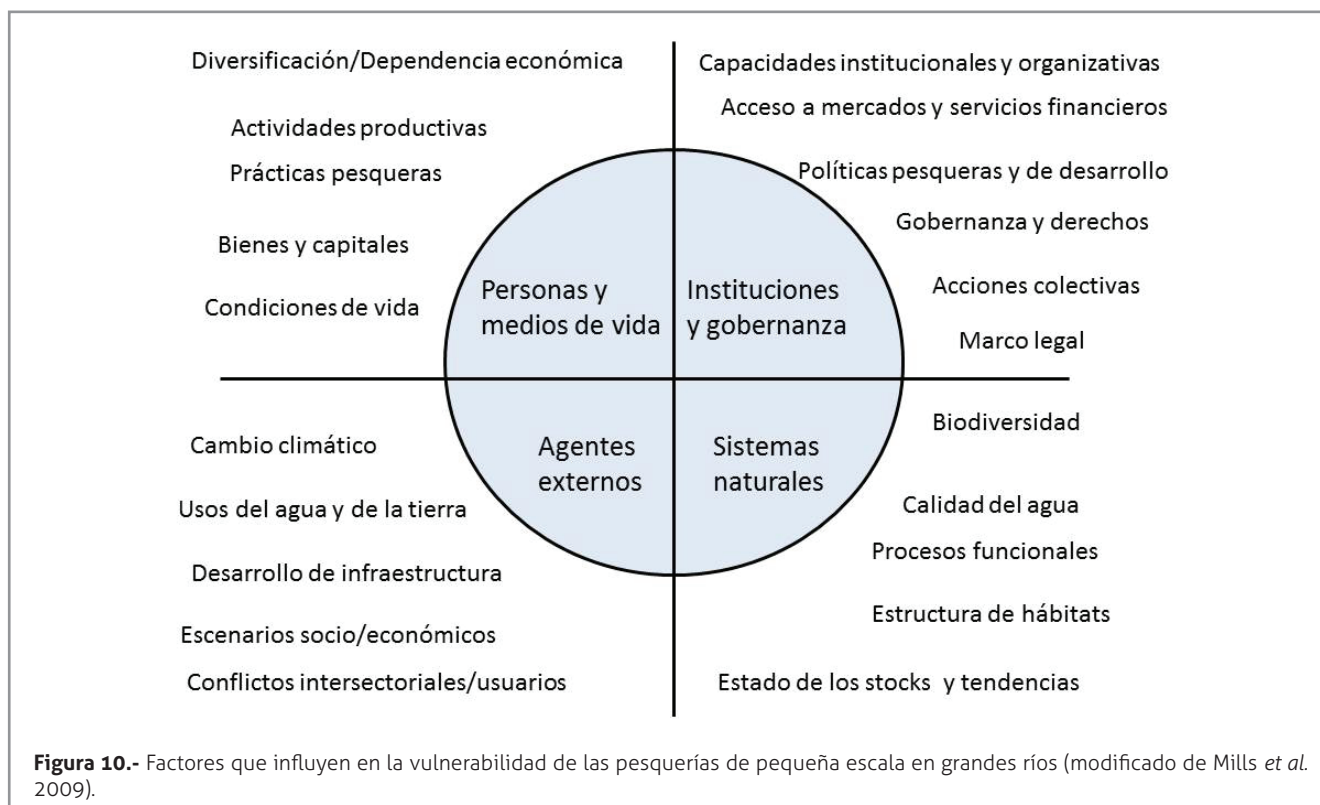 Diversificación/Dependencia económica
Actividades productivas
Prácticas pesqueras
Bienes y capitales
Condiciones de vida
Capacidades institucionales y organizativas
Acceso a mercados y servicios financieros
Políticas pesqueras y de desarrollo
Gobernanza y derechos
Acciones colectivas
Marco legal
Personas y
medios de vida
Instituciones
y gobernanza
Agentes
externos
Sistemas
naturales
Cambio climático
Usos del agua y de la tierra
Desarrollo de infraestructura
Escenarios socio/económicos
Conflictos intersectoriales/usuarios
Biodiversidad
Calidad del agua
Procesos funcionales
Estructura de hábitats
Estado de los stocks y tendencias
Figura 10.- Factores que influyen en la vulnerabilidad de las pesquerías de pequeña escala en grandes ríos (modificado de Mills et al.
2009).